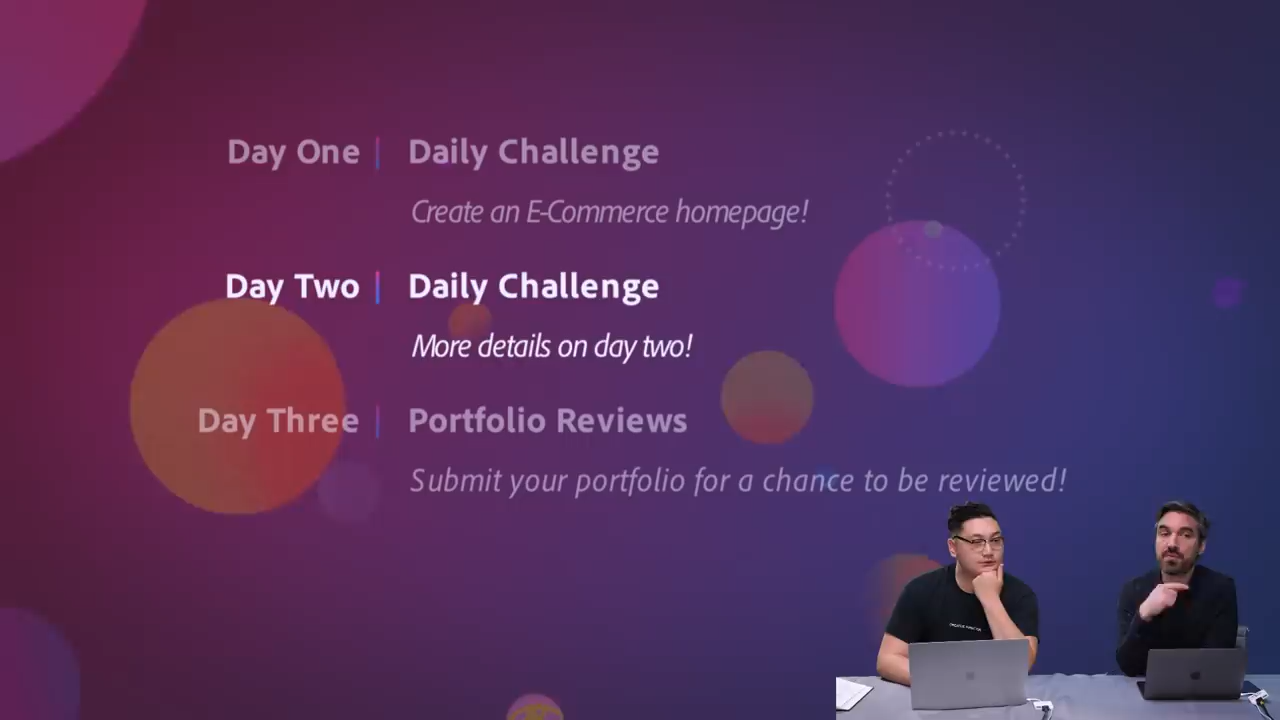 Day One | Daily Challenge
Create an E-Commerce homepage!
Day Two | Daily Challenge
More details on day two!
Day Three | Portfolio Reviews
Submit your portfolio for a chance to be reviewed!